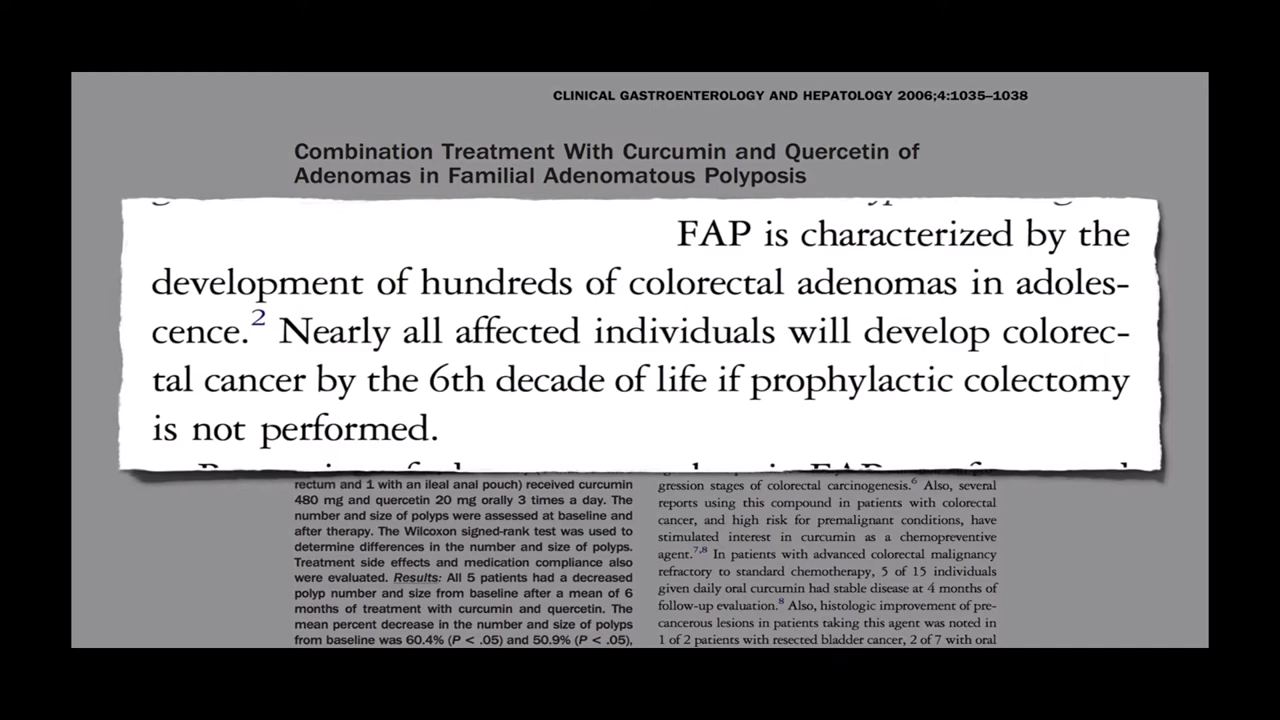 CLINICAL GASTROENTEROLOGY AND HEPATOLOGY 2006;4:1035–1038
Combination Treatment With Curcumin and Quercetin of
Adenomas in Familial Adenomatous Polyposis
FAP is characterized by the
development of hundreds of colorectal adenomas in adoles-
cence.2 Nearly all affected individuals will develop colorec-
tal cancer by the 6th decade of life if prophylactic colectomy
is not performed.
rectum and 1 with an ileal anal pouch) received curcumin
480 mg and quercetin 20 mg orally 3 times a day. The
number and size of polyps were assessed at baseline and
after therapy. The Wilcoxon signed-rank test was used to
determine differences in the number and size of polyps.
Treatment side effects and medication compliance also
were evaluated. Results: All 5 patients had a decreased
polyp number and size from baseline after a mean of 6
months of treatment with curcumin and quercetin. The
mean percent decrease in the number and size of polyps
from baseline was 60.4% (P < .05) and 50.9% (P < .05),
gression stages of colorectal carcinogenesis.6 Also, several
reports using this compound in patients with colorectal
cancer, and high risk for premalignant conditions, have
stimulated interest in curcumin as a chemopreventive
agent.7,8 In patients with advanced colorectal malignancy
refractory to standard chemotherapy, 5 of 15 individuals
given daily oral curcumin had stable disease at 4 months of
follow-up evaluation.8 Also, histologic improvement of pre-
cancerous lesions in patients taking this agent was noted in
1 of 2 patients with resected bladder cancer, 2 of 7 with oral